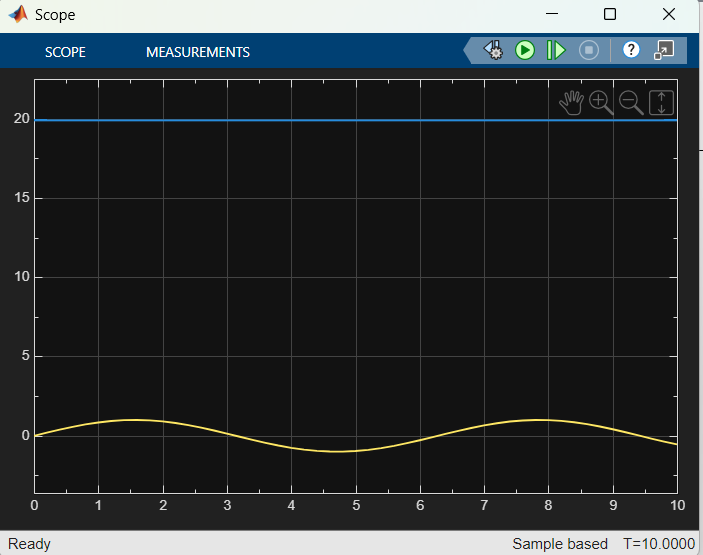 Scope
SCOPE MEASUREMENTS ?
20
15
10
5
0
0 1 2 3 4 5 6 7 8 9 10
Ready Sample based T=10.0000